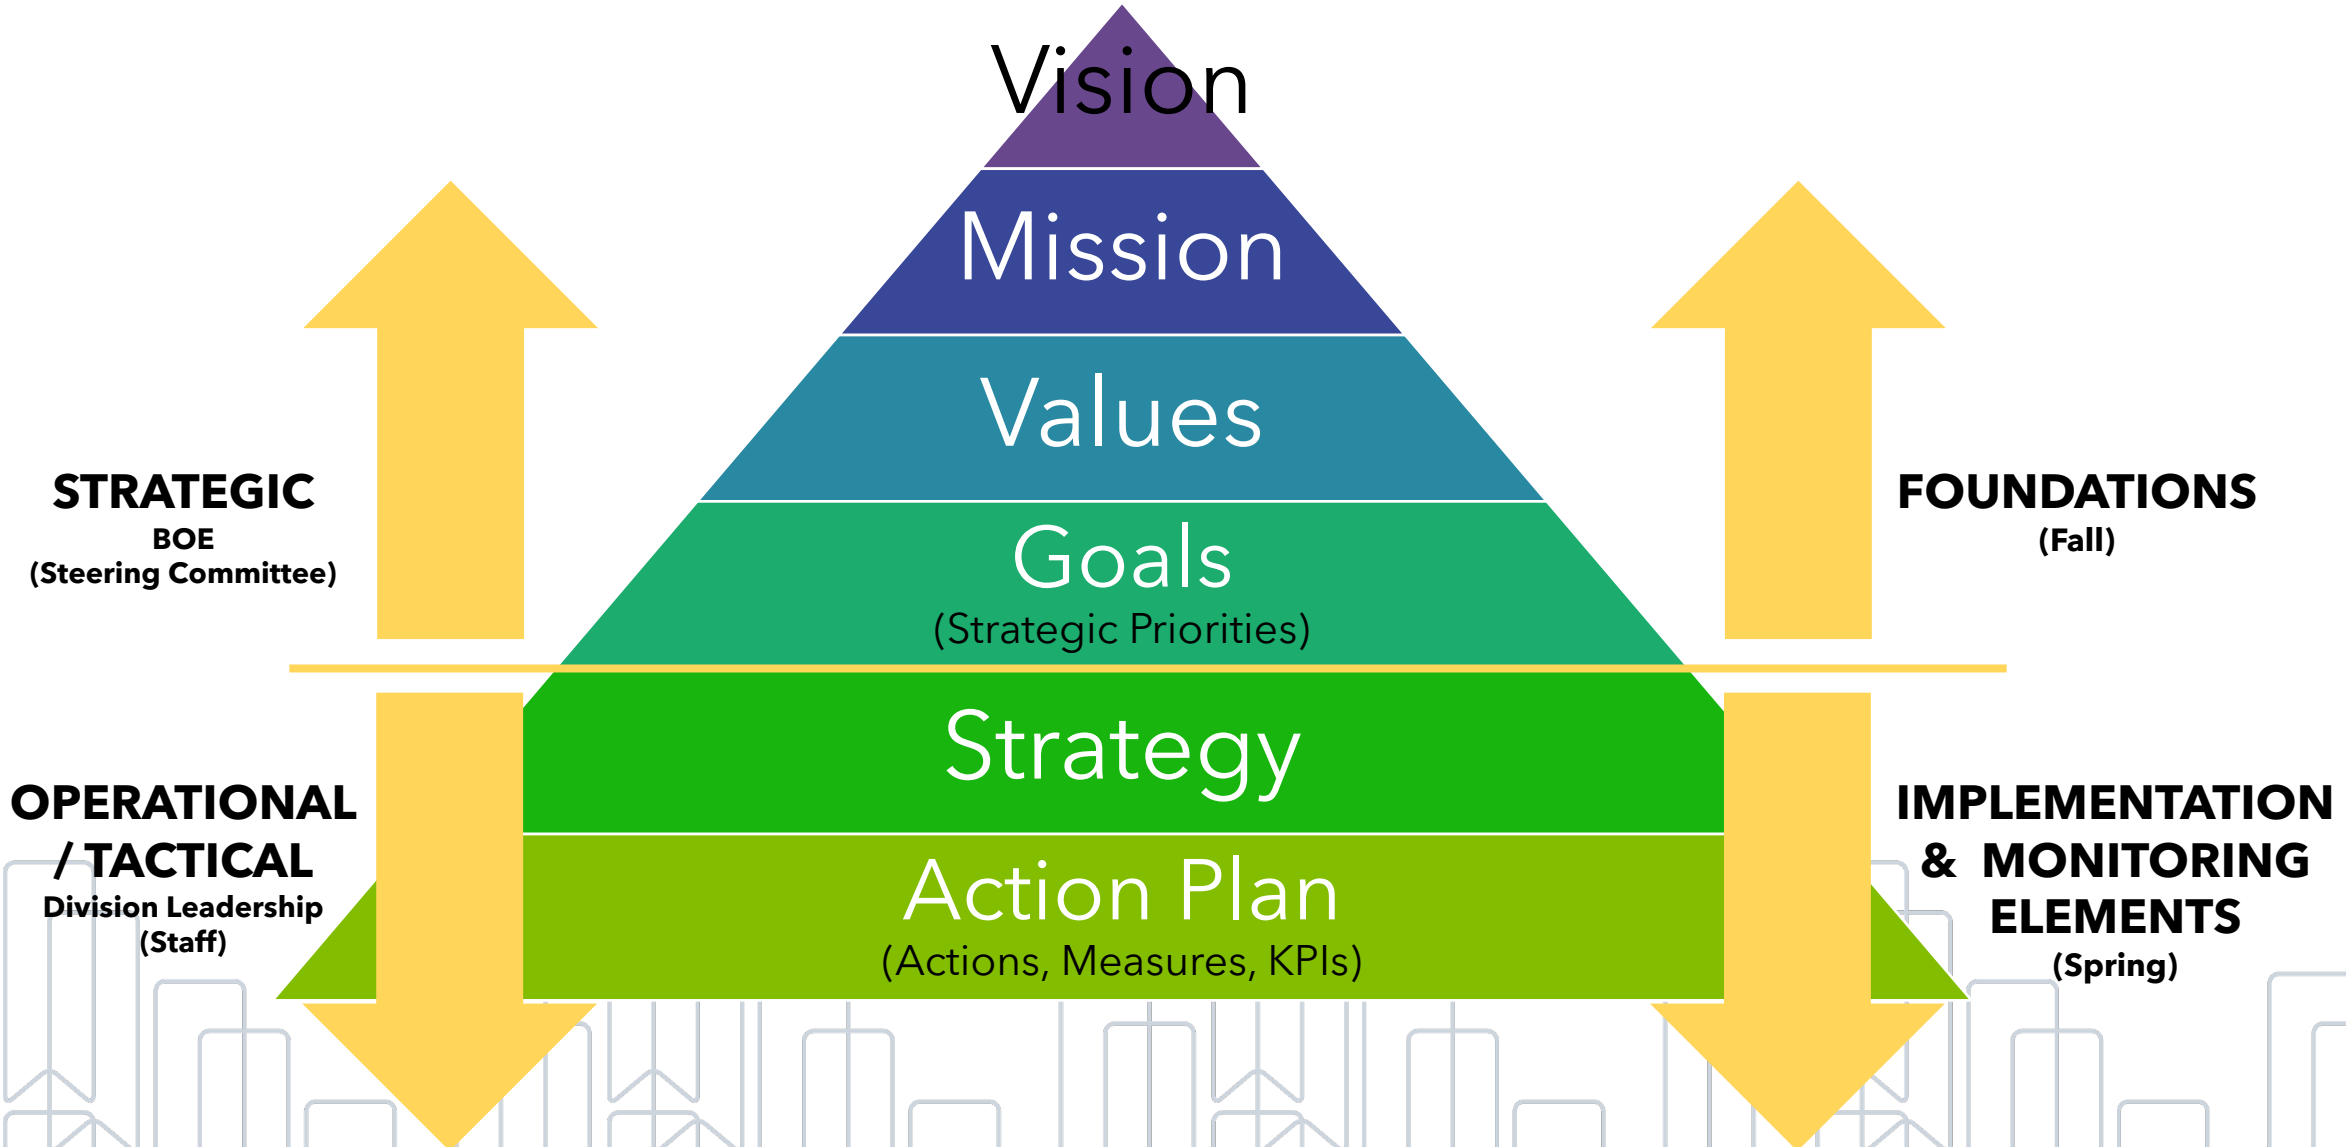 Vision
Mission
Values
Goals
(Strategic Priorities)
Strategy
Action Plan
(Actions, Measures, KPIs)
STRATEGIC
BOE
(Steering Committee)
OPERATIONAL
/ TACTICAL
Division Leadership
(Staff)
FOUNDATIONS
(Fall)
IMPLEMENTATION
& MONITORING
ELEMENTS
(Spring)